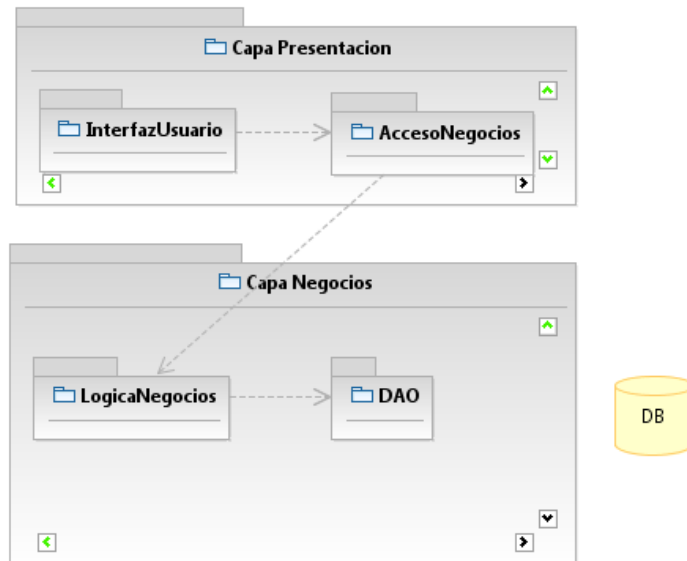 Capa Presentacion
InterfazUsuario
AccesoNegocios
Capa Negocios
LogicaNegocios
DAO
DB